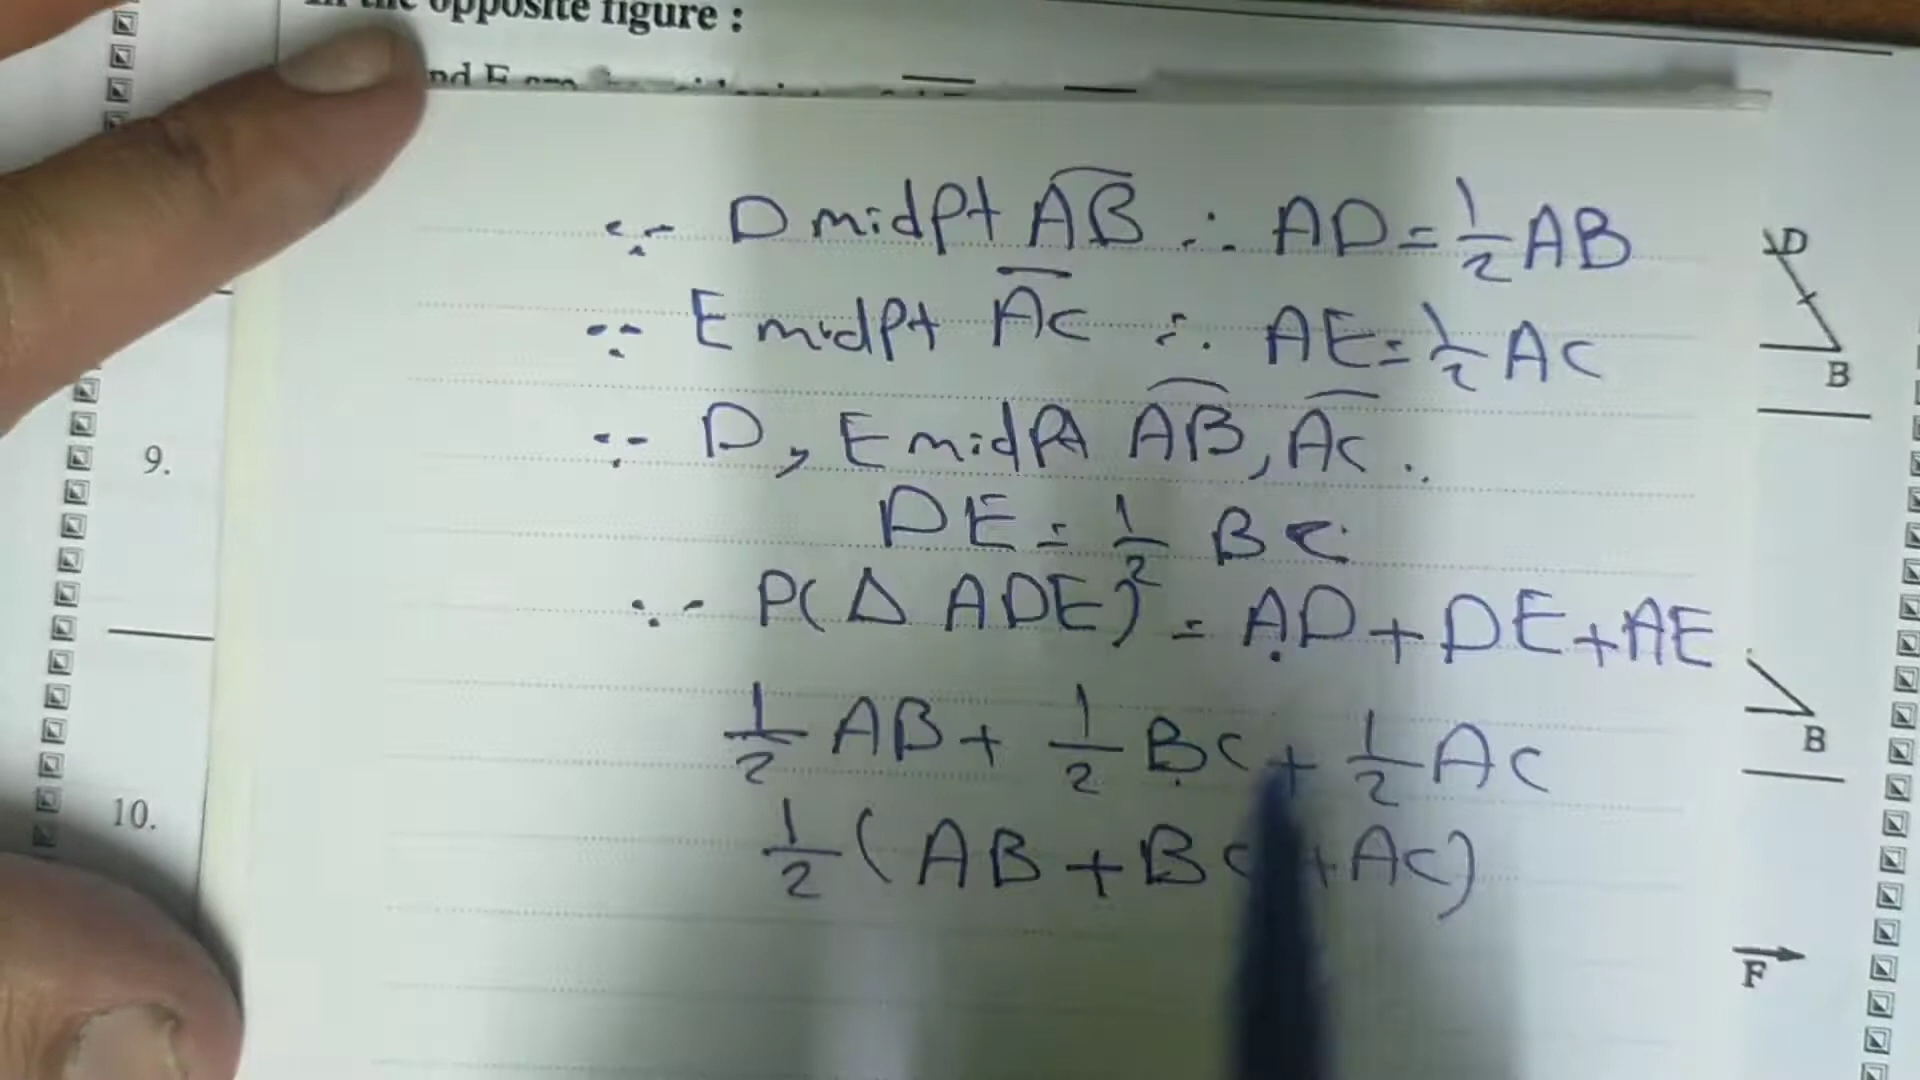 In the opposite figure :
nd E are
∵ D midpt AB ∴ AD = 1/2 AB
∵ E midpt AC ∴ AE = 1/2 AC
∵ D, E midpt AB, AC.
DE = 1/2 BC
∵ P(Δ ADE) = AD + DE + AE
1/2 AB + 1/2 BC + 1/2 AC
1/2 (AB + BC + AC)
D
B
9.
B
10.
F